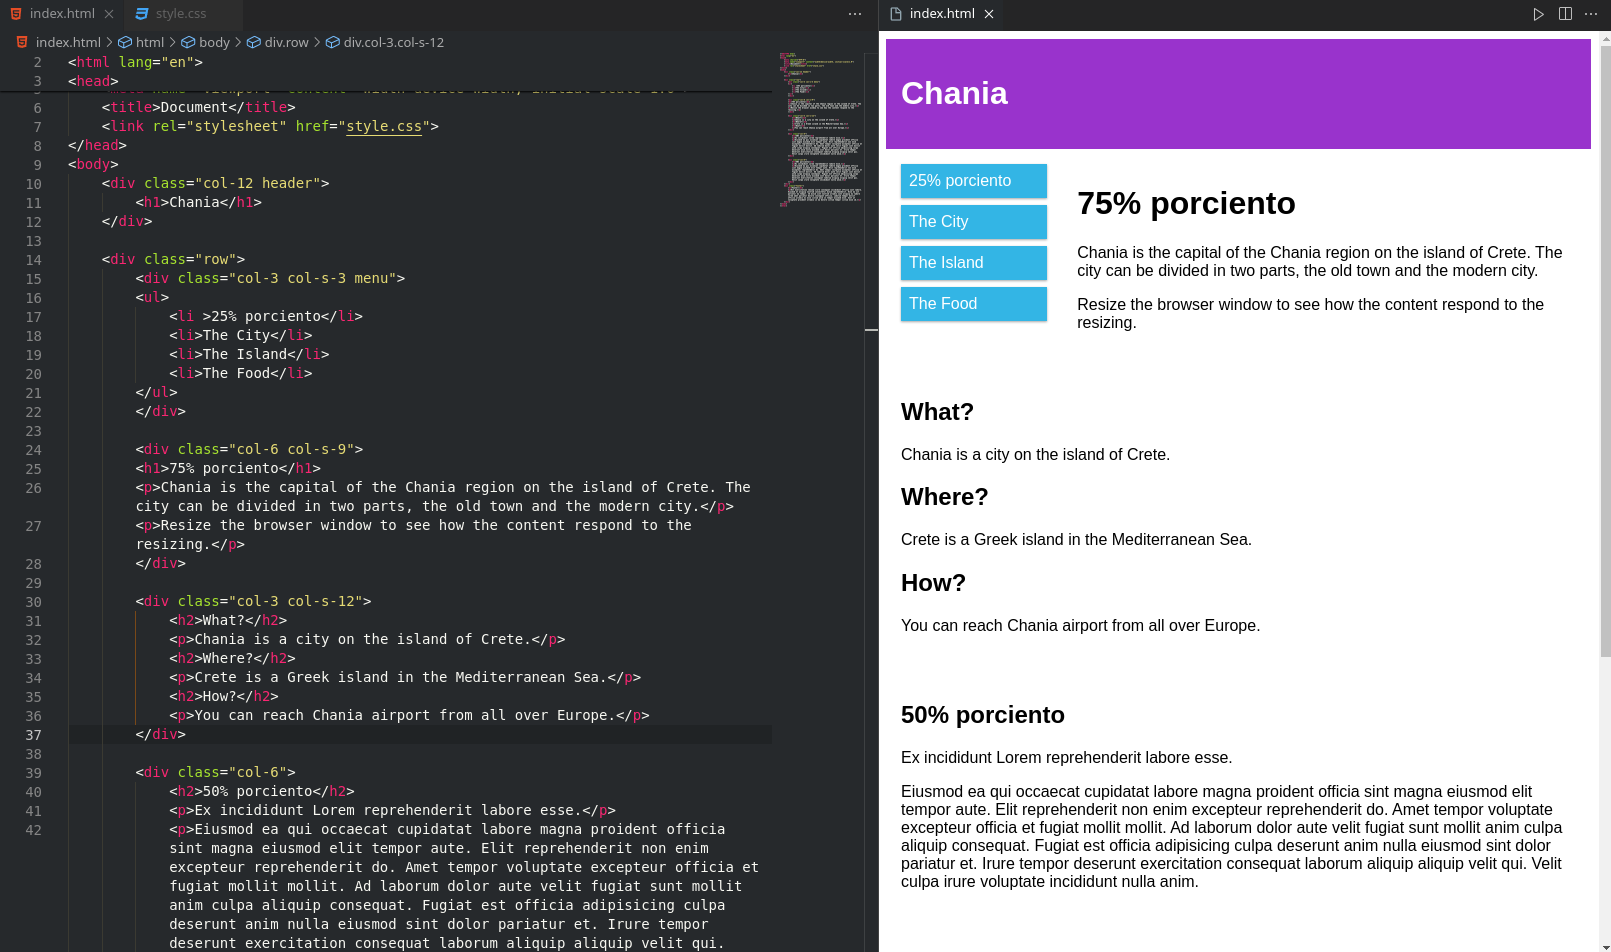 index.html
style.css
index.html
index.html > html > body > div.row > div.col-3.col-s-12
2 <html lang="en">
3 <head>
6 <title>Document</title>
7 <link rel="stylesheet" href="style.css">
8 </head>
9 <body>
10 <div class="col-12 header">
11 <h1>Chania</h1>
12 </div>
13
14 <div class="row">
15 <div class="col-3 col-s-3 menu">
16 <ul>
17 <li >25% porciento</li>
18 <li>The City</li>
19 <li>The Island</li>
20 <li>The Food</li>
21 </ul>
22 </div>
23
24 <div class="col-6 col-s-9">
25 <h1>75% porciento</h1>
26 <p>Chania is the capital of the Chania region on the island of Crete. The
city can be divided in two parts, the old town and the modern city.</p>
27 <p>Resize the browser window to see how the content respond to the
resizing.</p>
28 </div>
29
30 <div class="col-3 col-s-12">
31 <h2>What?</h2>
32 <p>Chania is a city on the island of Crete.</p>
33 <h2>Where?</h2>
34 <p>Crete is a Greek island in the Mediterranean Sea.</p>
35 <h2>How?</h2>
36 <p>You can reach Chania airport from all over Europe.</p>
37 </div>
38
39 <div class="col-6">
40 <h2>50% porciento</h2>
41 <p>Ex incididunt Lorem reprehenderit labore esse.</p>
42 <p>Eiusmod ea qui occaecat cupidatat labore magna proident officia
sint magna eiusmod elit tempor aute. Elit reprehenderit non enim
excepteur reprehenderit do. Amet tempor voluptate excepteur officia et
fugiat mollit mollit. Ad laborum dolor aute velit fugiat sunt mollit
anim culpa aliquip consequat. Fugiat est officia adipisicing culpa
deserunt anim nulla eiusmod sint dolor pariatur et. Irure tempor
deserunt exercitation consequat laborum aliquip aliquip velit qui.
Chania
25% porciento
The City
The Island
The Food
75% porciento
Chania is the capital of the Chania region on the island of Crete. The
city can be divided in two parts, the old town and the modern city.
Resize the browser window to see how the content respond to the
resizing.
What?
Chania is a city on the island of Crete.
Where?
Crete is a Greek island in the Mediterranean Sea.
How?
You can reach Chania airport from all over Europe.
50% porciento
Ex incididunt Lorem reprehenderit labore esse.
Eiusmod ea qui occaecat cupidatat labore magna proident officia sint magna eiusmod elit
tempor aute. Elit reprehenderit non enim excepteur reprehenderit do. Amet tempor voluptate
excepteur officia et fugiat mollit mollit. Ad laborum dolor aute velit fugiat sunt mollit anim culpa
aliquip consequat. Fugiat est officia adipisicing culpa deserunt anim nulla eiusmod sint dolor
pariatur et. Irure tempor deserunt exercitation consequat laborum aliquip aliquip velit qui. Velit
culpa irure voluptate incididunt nulla anim.